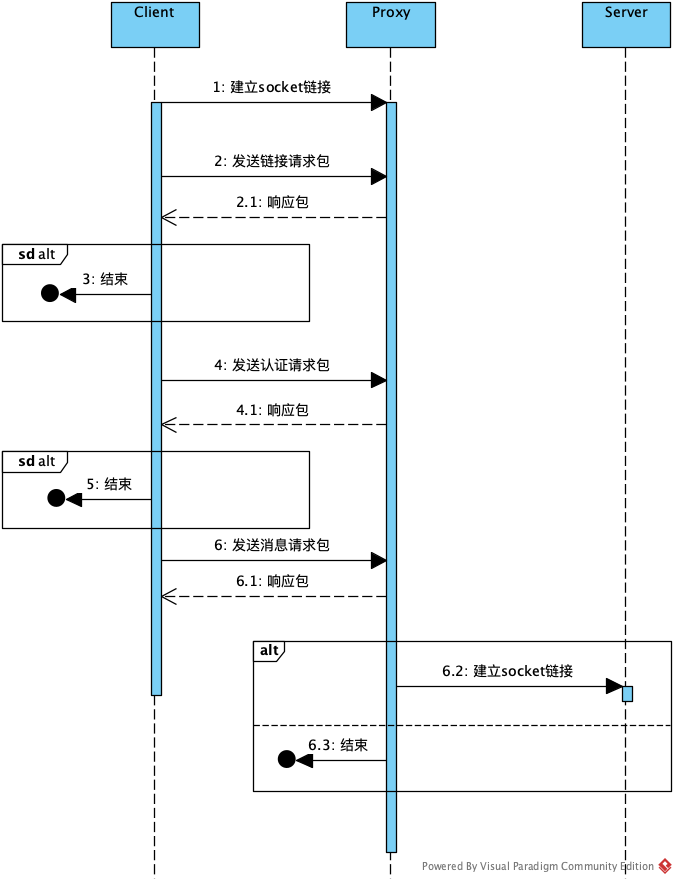 Client
Proxy
Server
1: 建立socket链接
2: 发送链接请求包
2.1: 响应包
sd alt
3: 结束
4: 发送认证请求包
4.1: 响应包
sd alt
5: 结束
6: 发送消息请求包
6.1: 响应包
alt
6.2: 建立socket链接
6.3: 结束
Powered By Visual Paradigm Community Edition